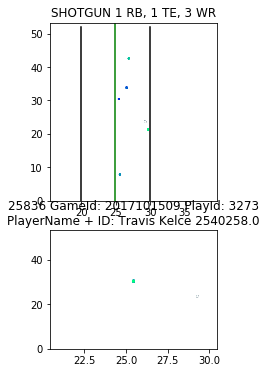 SHOTGUN 1 RB, 1 TE, 3 WR
50
40
30
20
10
0
20 25 30 35
25836 GameId: 2017101509 PlayId: 3273
PlayerName + ID: Travis Kelce 2540258.0
40
20
0
22.5 25.0 27.5 30.0